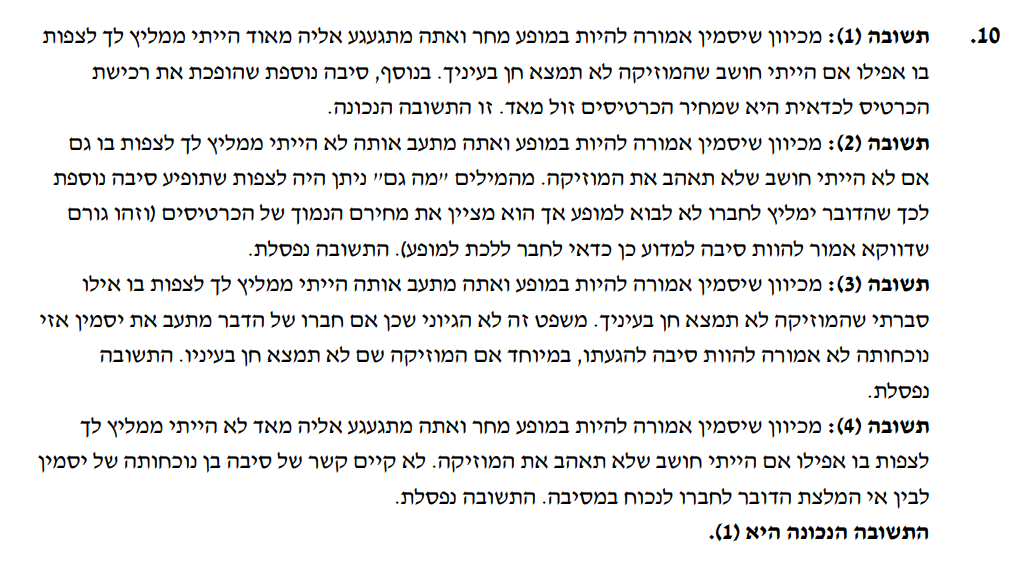 10. תשובה (1): מכיוון שיסמין אמורה להיות במופע מחר ואתה מתגעגע אליה מאוד הייתי ממליץ לך לצפות
בו אפילו אם הייתי חושב שהמוזיקה לא תמצא חן בעיניך. בנוסף, סיבה נוספת שהופכת את רכישת
הכרטיס לכדאית היא שמחיר הכרטיסים זול מאד. זו התשובה הנכונה.
תשובה (2): מכיוון שיסמין אמורה להיות במופע ואתה מתעב אותה לא הייתי ממליץ לך לצפות בו גם
אם לא הייתי חושב שלא תאהב את המוזיקה. מהמילים "מה גם" ניתן היה לצפות שתופיע סיבה נוספת
לכך שהדובר ימליץ לחברו לא לבוא למופע אך הוא מציין את מחירם הנמוך של הכרטיסים (וזהו גורם
שדווקא אמור להוות סיבה למדוע כן כדאי לחבר ללכת למופע). התשובה נפסלת.
תשובה (3): מכיוון שיסמין אמורה להיות במופע ואתה מתעב אותה הייתי ממליץ לך לצפות בו אילו
סברתי שהמוזיקה לא תמצא חן בעיניך. משפט זה לא הגיוני שכן אם חברו של הדבר מתעב את יסמין אזי
נוכחותה לא אמורה להוות סיבה להגעתו, במיוחד אם המוזיקה שם לא תמצא חן בעיניו. התשובה
נפסלת.
תשובה (4): מכיוון שיסמין אמורה להיות במופע מחר ואתה מתגעגע אליה מאד לא הייתי ממליץ לך
לצפות בו אפילו אם הייתי חושב שלא תאהב את המוזיקה. לא קיים קשר של סיבה בן נוכחותה של יסמין
לבין אי המלצת הדובר לחברו לנכוח במסיבה. התשובה נפסלת.
התשובה הנכונה היא (1).